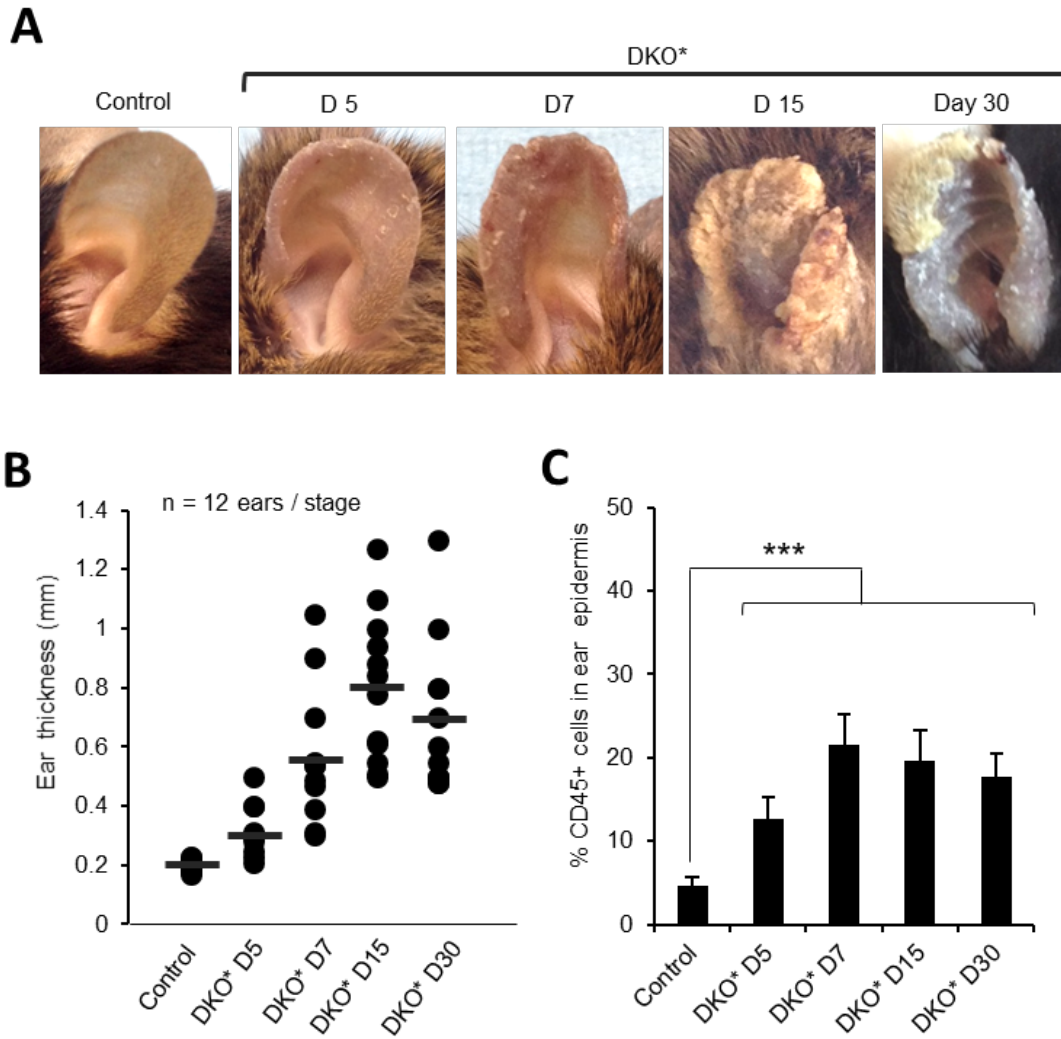 A
DKO*
Control
D 5
D7
D 15
Day 30
B
n = 12 ears / stage
Ear thickness (mm)
1.4
1.2
1
0.8
0.6
0.4
0.2
0
Control
DKO* D5
DKO* D7
DKO* D15
DKO* D30
C
% CD45+ cells in ear epidermis
50
40
30
20
10
0
***
Control
DKO* D5
DKO* D7
DKO* D15
DKO* D30